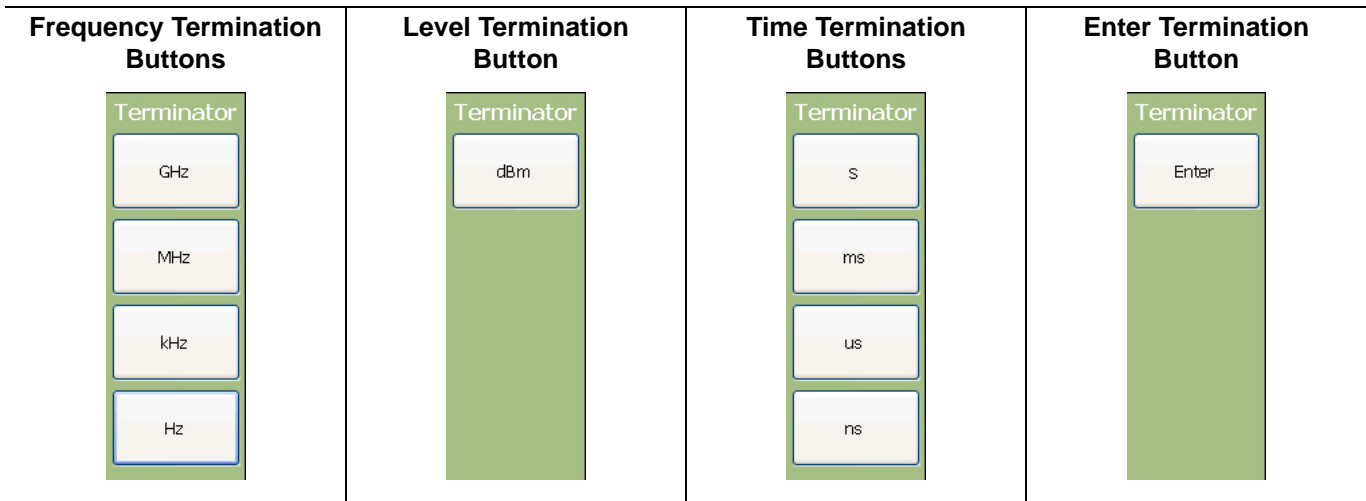 Frequency Termination
Buttons
Terminator
GHz
MHz
kHz
Hz
Level Termination
Button
Terminator
dBm
Time Termination
Buttons
Terminator
s
ms
us
ns
Enter Termination
Button
Terminator
Enter